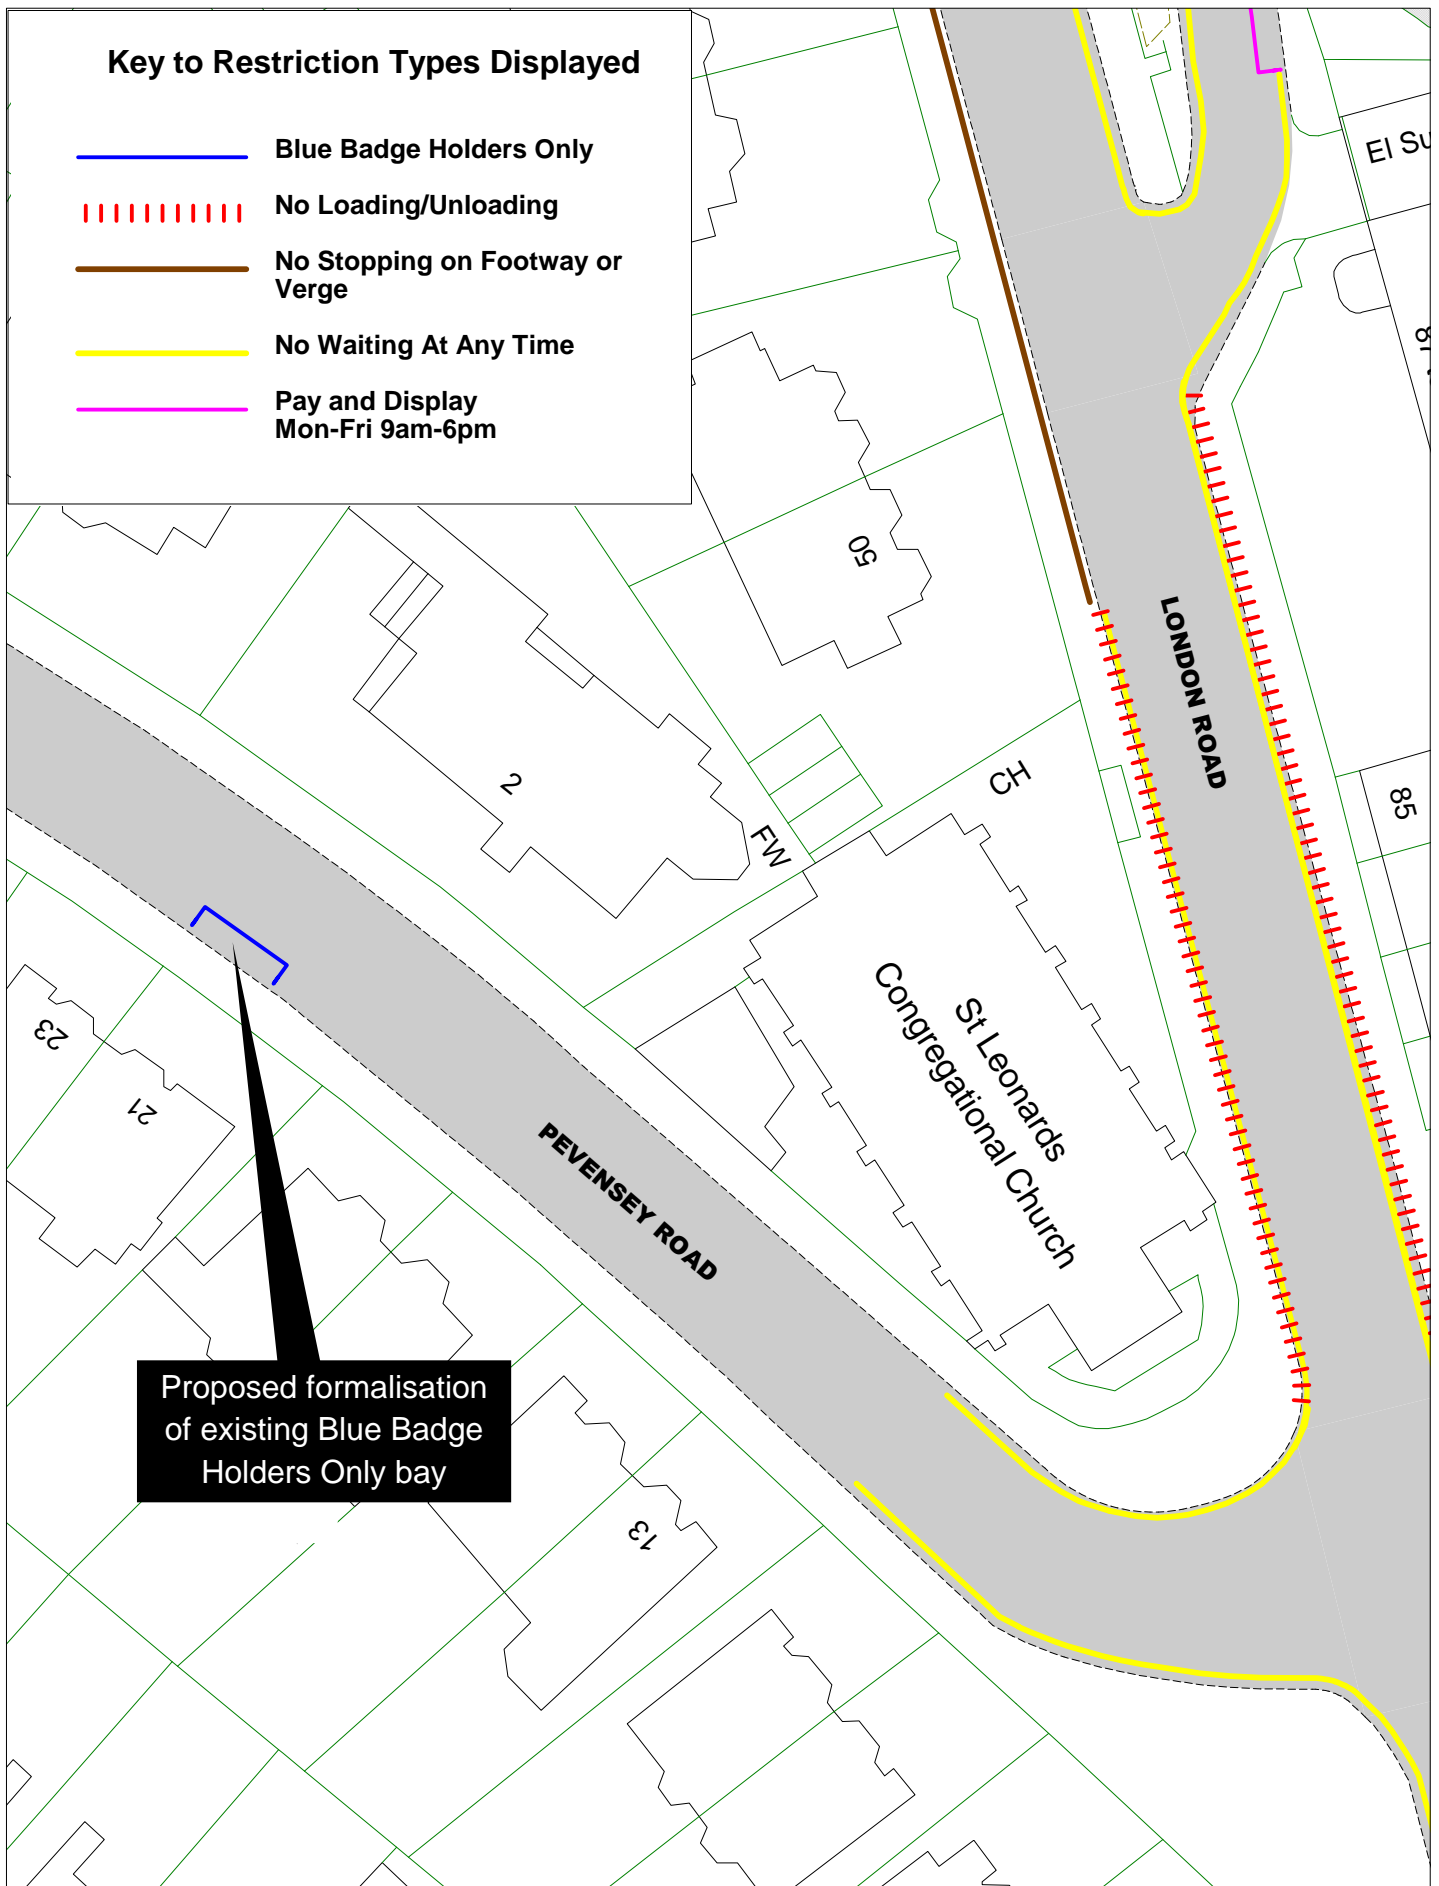 Key to Restriction Types Displayed
Blue Badge Holders Only
No Loading/Unloading
No Stopping on Footway or
Verge
No Waiting At Any Time
Pay and Display
Mon-Fri 9am-6pm
El Su
50
LONDON ROAD
2
CH
FW
85
St Leonards
Congregational Church
23
21
PEVENSEY ROAD
Proposed formalisation
of existing Blue Badge
Holders Only bay
13